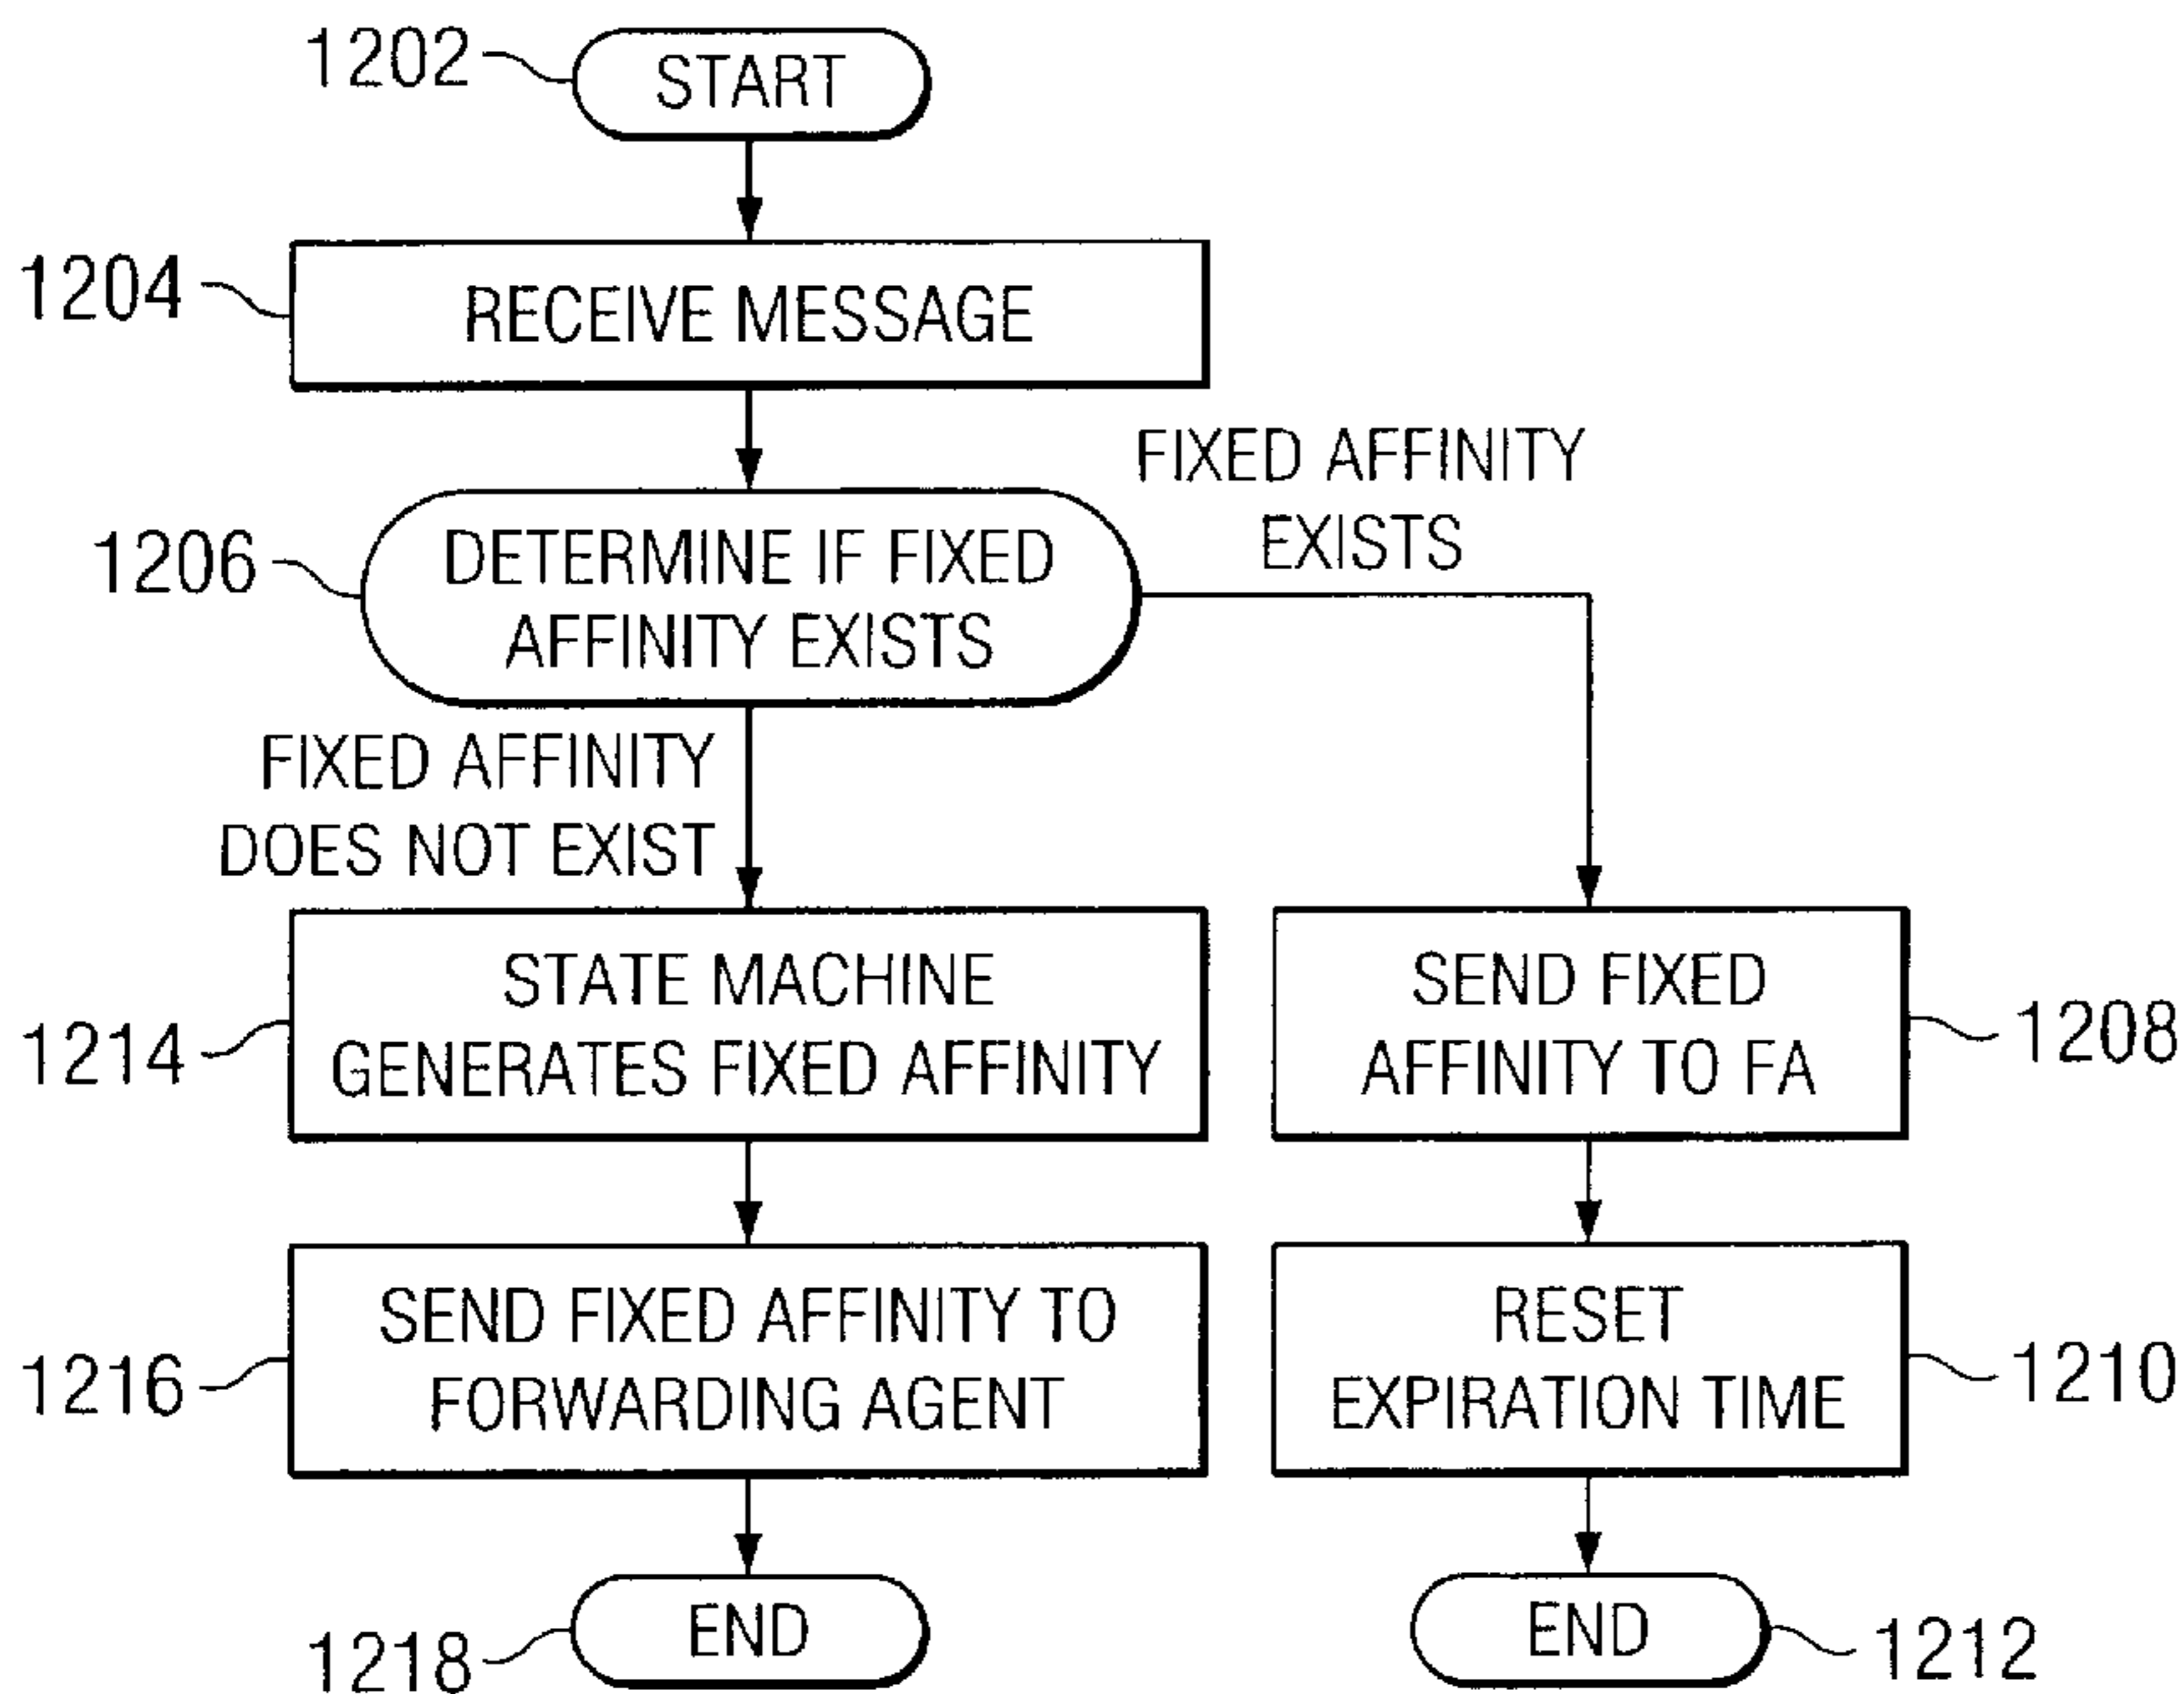 1202
START
1204
RECEIVE MESSAGE
FIXED AFFINITY
EXISTS
1206
DETERMINE IF FIXED
AFFINITY EXISTS
FIXED AFFINITY
DOES NOT EXIST
1214
STATE MACHINE
GENERATES FIXED AFFINITY
SEND FIXED
AFFINITY TO FA
1208
1216
SEND FIXED AFFINITY TO
FORWARDING AGENT
RESET
EXPIRATION TIME
1210
1218
END
END
1212